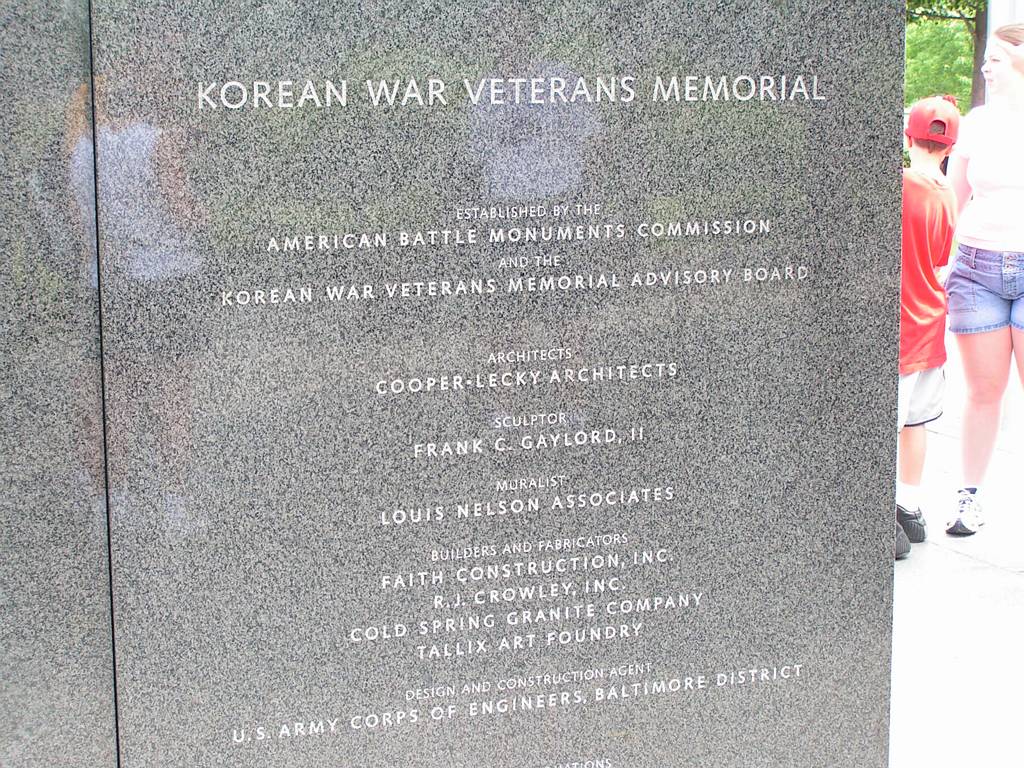 KOREAN WAR VETERANS MEMORIAL
ESTABLISHED BY THE
AMERICAN BATTLE MONUMENTS COMMISSION
AND THE
KOREAN WAR VETERANS MEMORIAL ADVISORY BOARD
ARCHITECTS
COOPER-LECKY ARCHITECTS
SCULPTOR
FRANK C. GAYLORD, II
MURALIST
LOUIS NELSON ASSOCIATES
BUILDERS AND FABRICATORS
FAITH CONSTRUCTION, INC.
R.J. CROWLEY, INC.
COLD SPRING GRANITE COMPANY
TALLIX ART FOUNDRY
DESIGN AND CONSTRUCTION AGENT
U.S. ARMY CORPS OF ENGINEERS, BALTIMORE DISTRICT